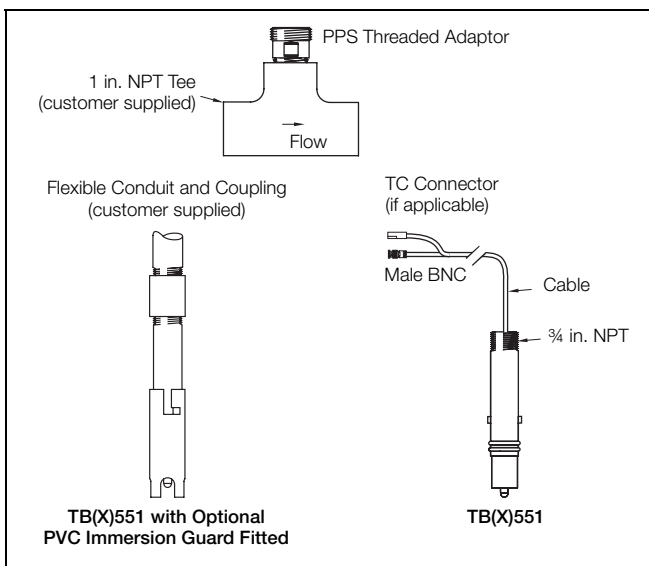 PPS Threaded Adaptor
1 in. NPT Tee
(customer supplied)
Flow
Flexible Conduit and Coupling
(customer supplied)
TC Connector
(if applicable)
Male BNC
Cable
¾ in. NPT
TB(X)551 with Optional
PVC Immersion Guard Fitted
TB(X)551